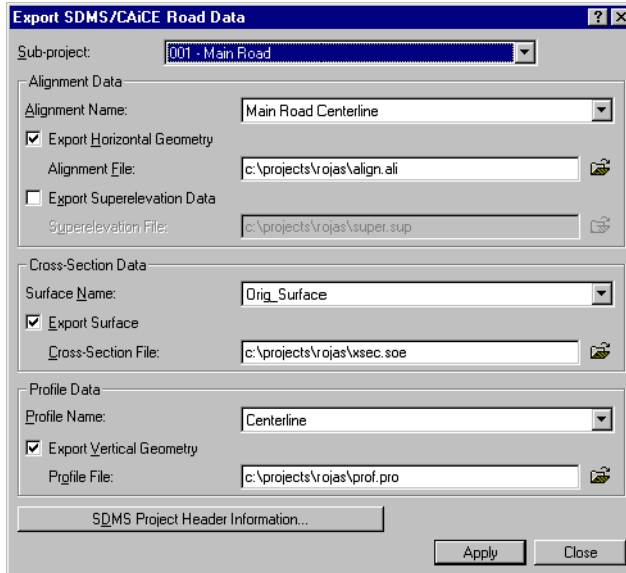 Export SDMS/CAiCE Road Data
Sub-project: 001 - Main Road
Alignment Data
Alignment Name: Main Road Centerline
Export Horizontal Geometry
Alignment File: c:\projects\rojas\align.ali
Export Superelevation Data
Superelevation File: c:\projects\rojas\super.sup
Cross-Section Data
Surface Name: Orig_Surface
Export Surface
Cross-Section File: c:\projects\rojas\xsec.soe
Profile Data
Profile Name: Centerline
Export Vertical Geometry
Profile File: c:\projects\rojas\prof.pro
SDMS Project Header Information...
Apply Close